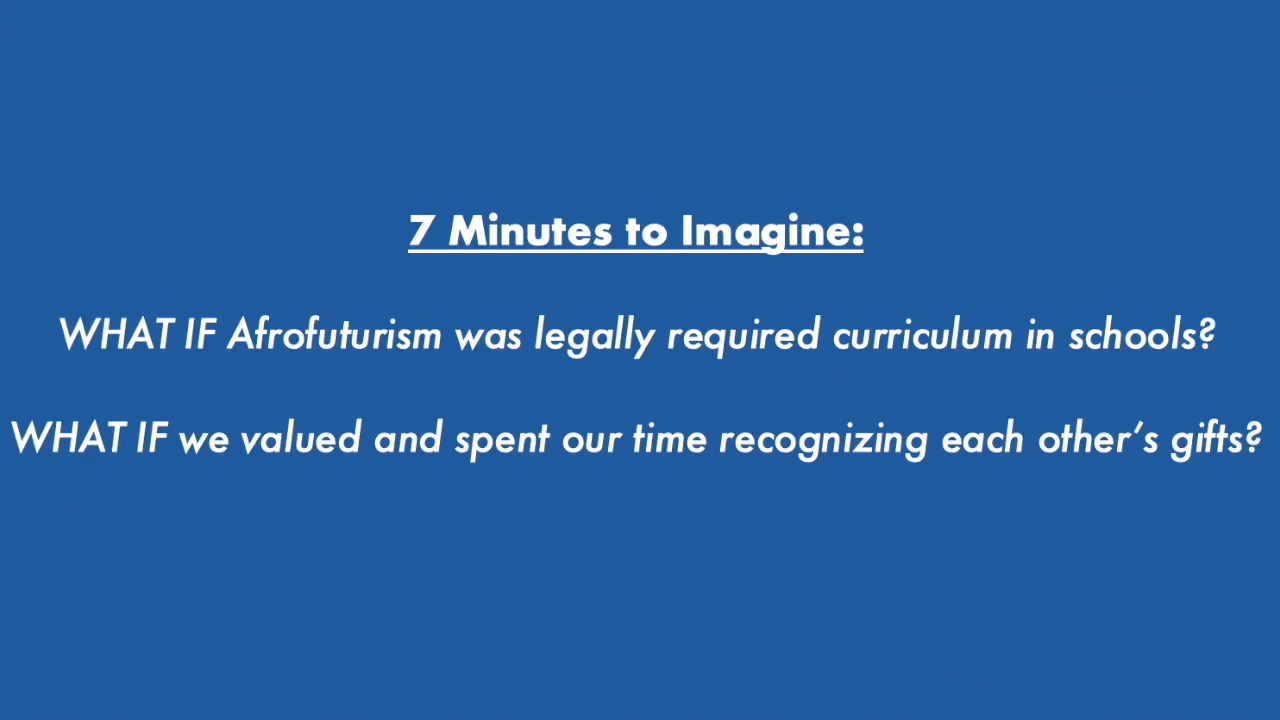 7 Minutes to Imagine:
WHAT IF Afrofuturism was legally required curriculum in schools?
WHAT IF we valued and spent our time recognizing each other’s gifts?